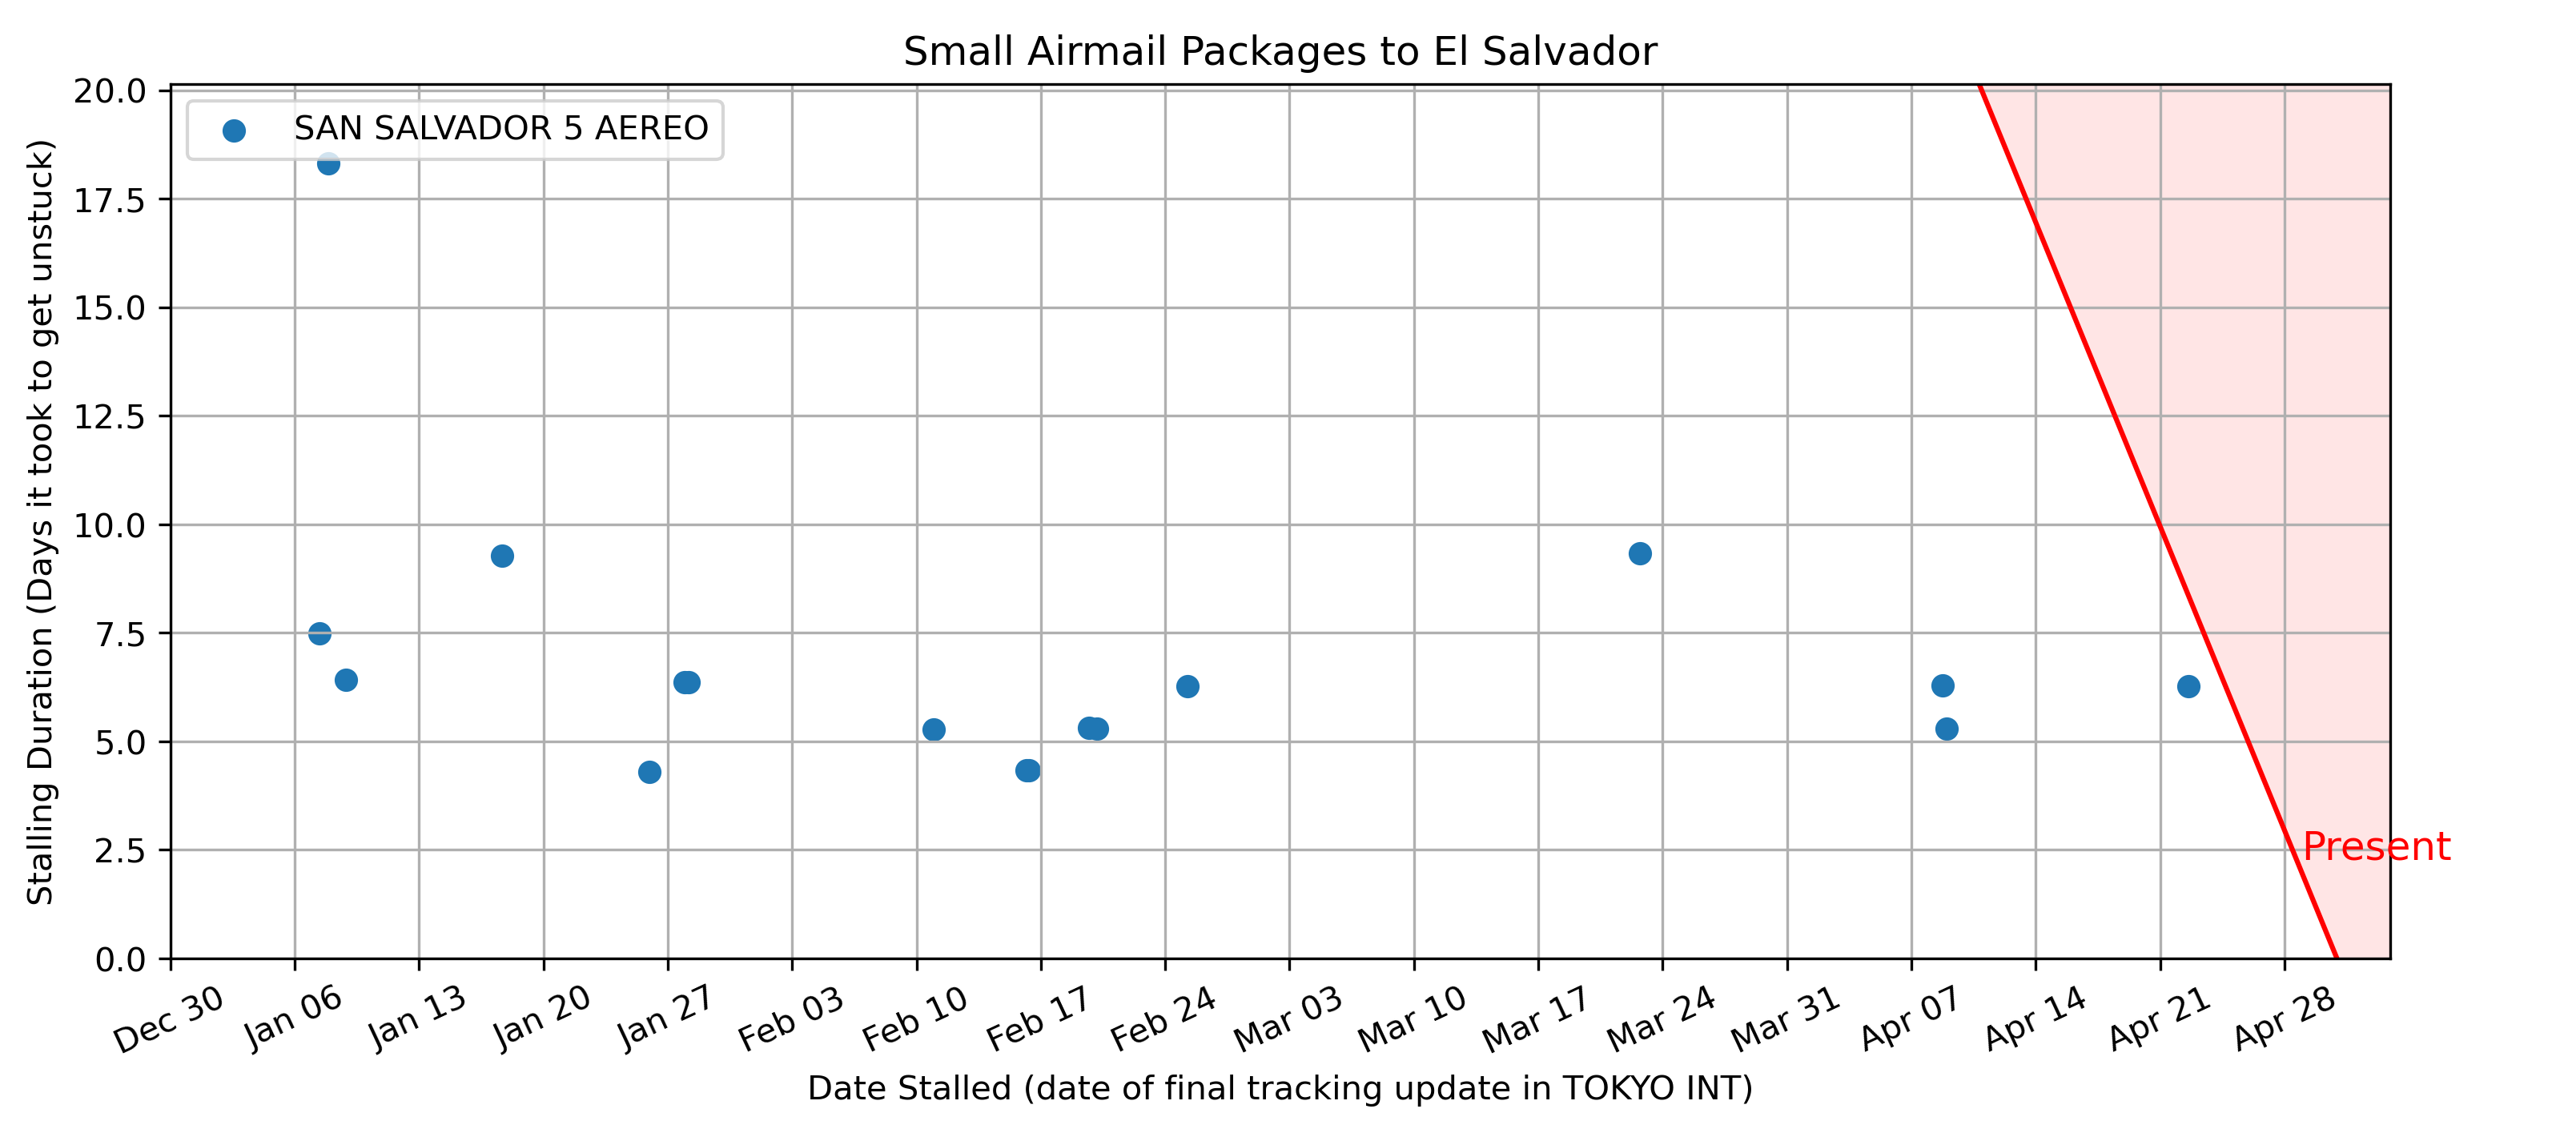 Small Airmail Packages to El Salvador
SAN SALVADOR 5 AEREO
Stalling Duration (Days it took to get unstuck)
20.0
17.5
15.0
12.5
10.0
7.5
5.0
2.5
0.0
Present
Dec 30
Jan 06
Jan 13
Jan 20
Jan 27
Feb 03
Feb 10
Feb 17
Feb 24
Mar 03
Mar 10
Mar 17
Mar 24
Mar 31
Apr 07
Apr 14
Apr 21
Apr 28
Date Stalled (date of final tracking update in TOKYO INT)